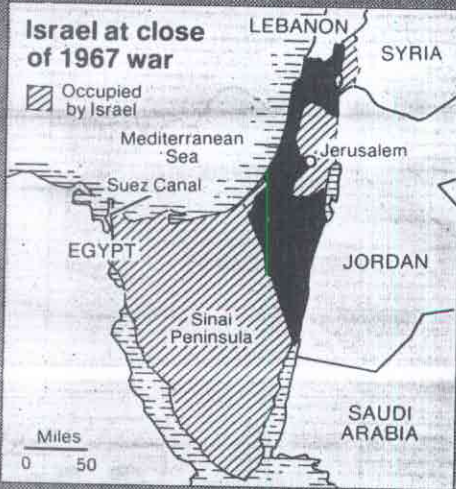 Israel at close
of 1967 war
Occupied
by Israel
LEBANON
SYRIA
Mediterranean
Sea
Jerusalem
Suez Canal
EGYPT
JORDAN
Sinai
Peninsula
SAUDI
ARABIA
Miles
0 50